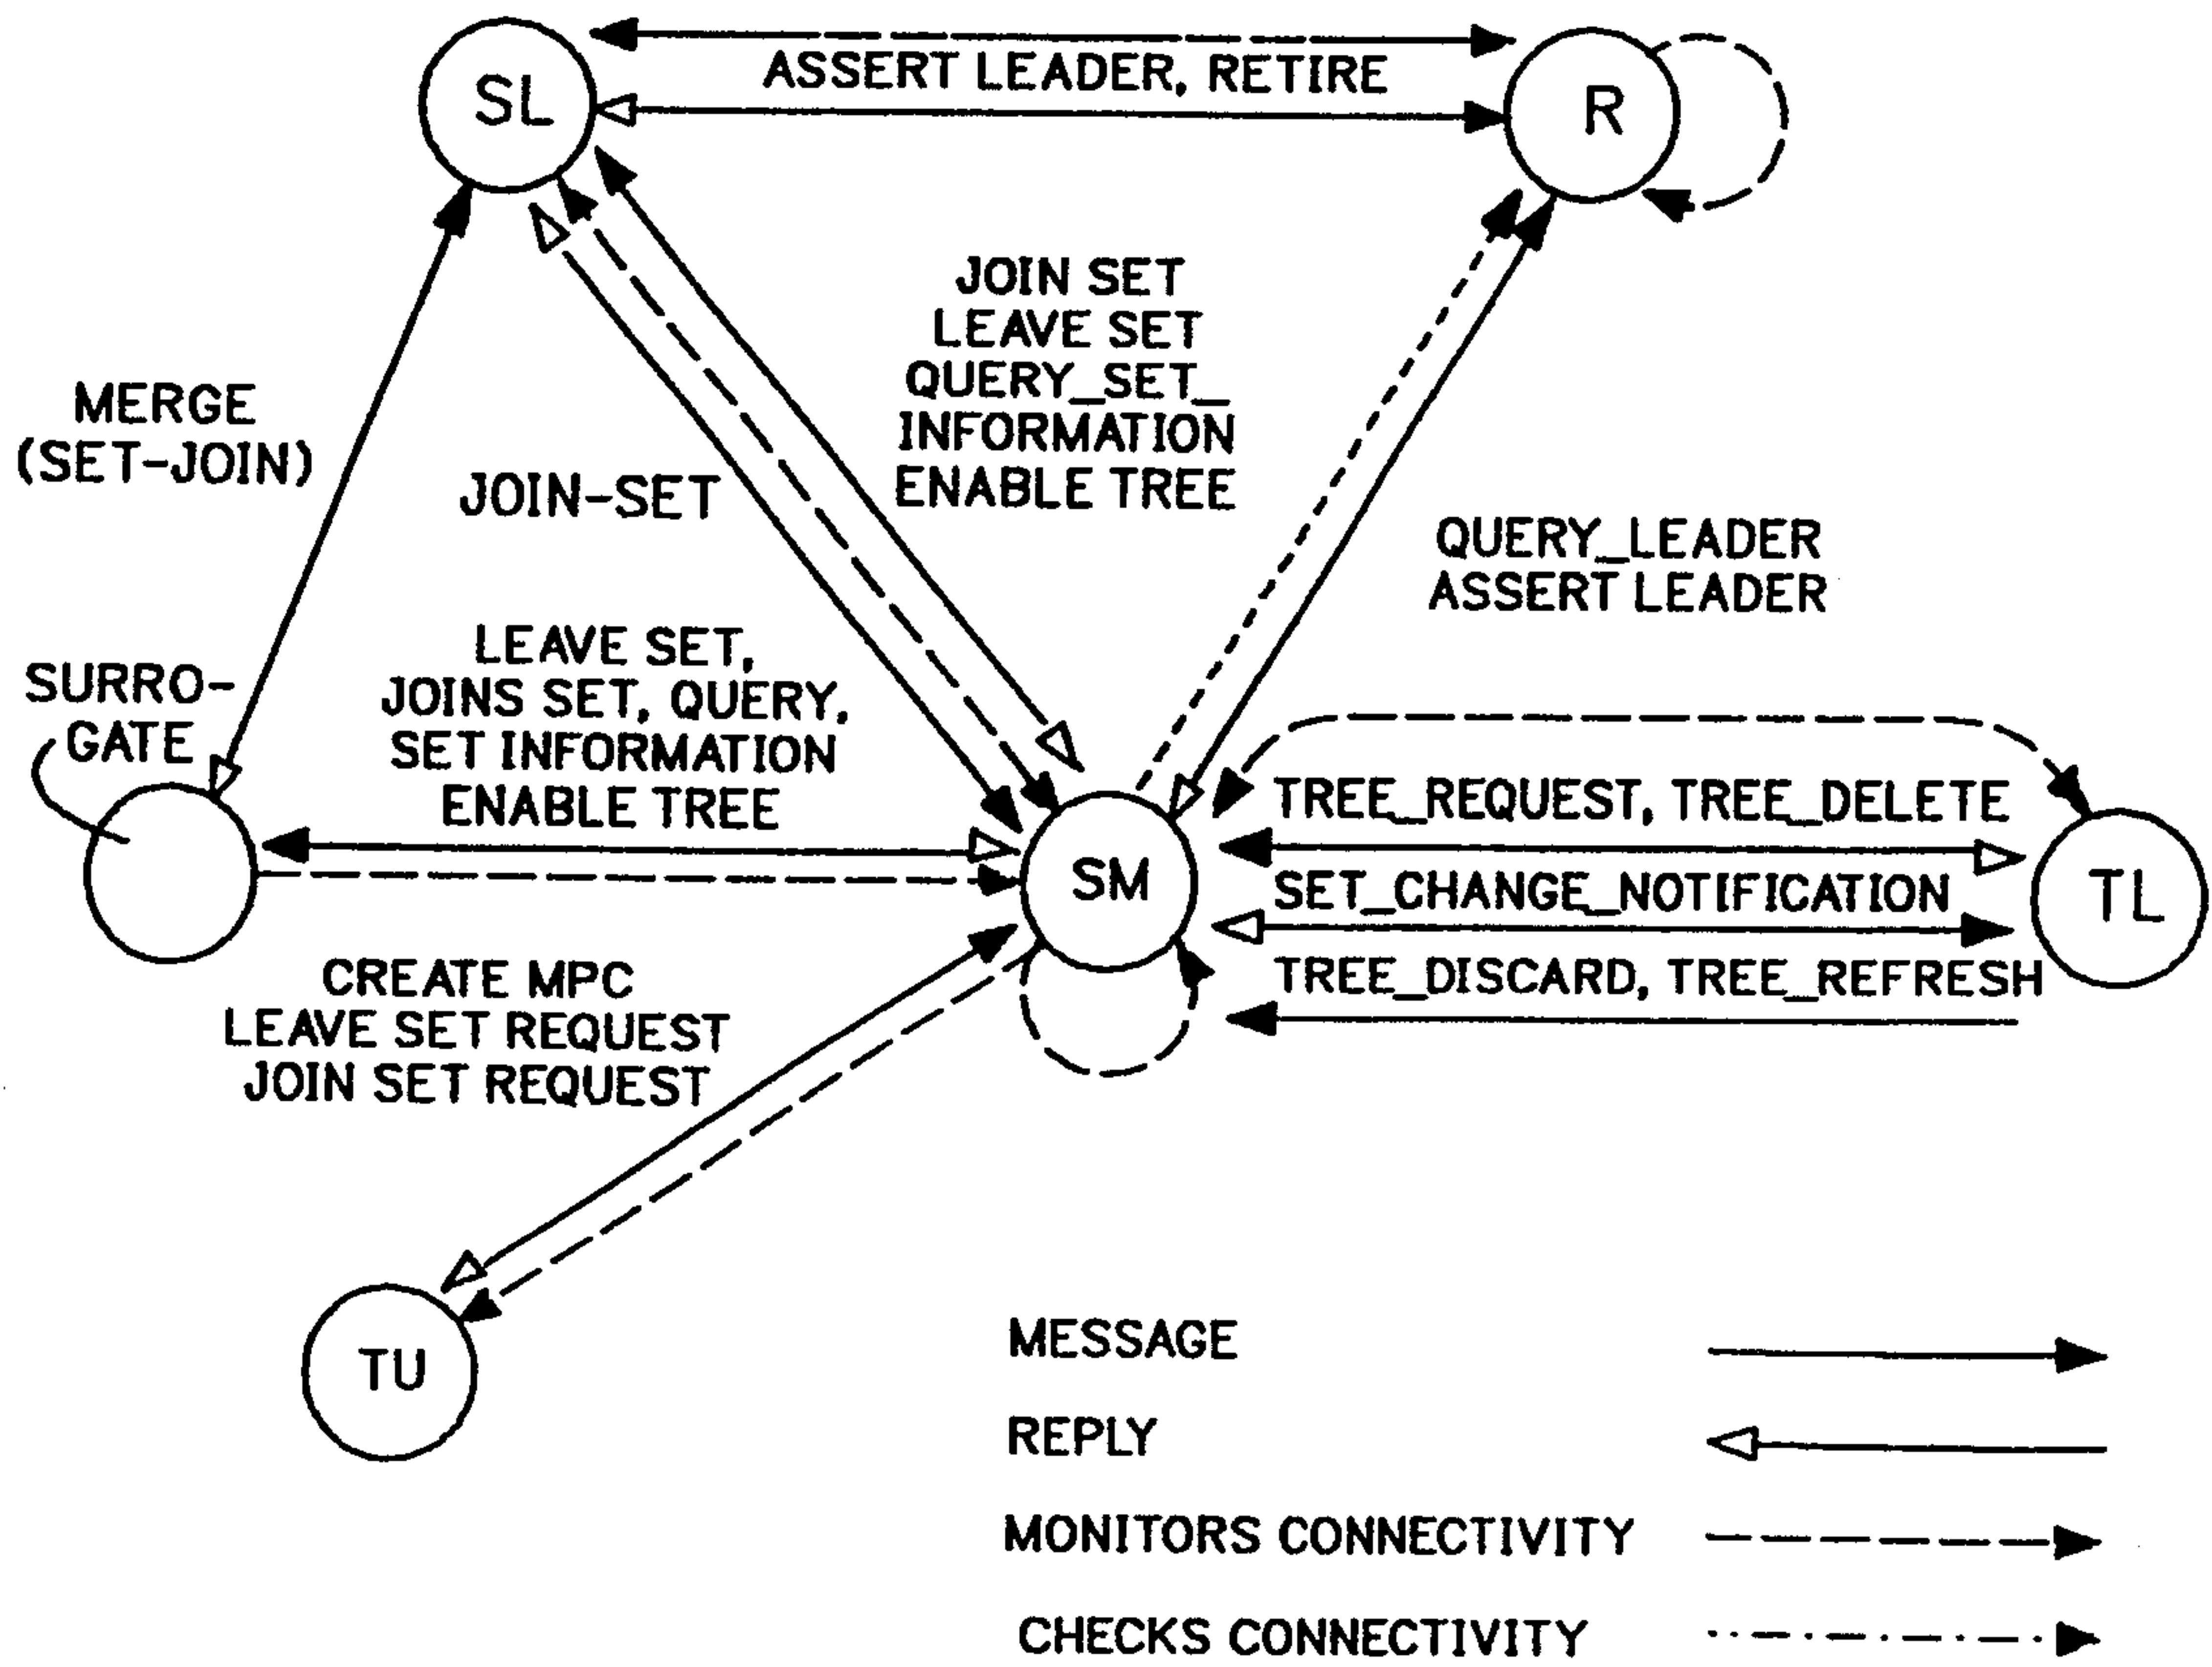 SL
ASSERT LEADER, RETIRE
R
JOIN SET
LEAVE SET
QUERY_SET_
INFORMATION
ENABLE TREE
MERGE
(SET-JOIN)
JOIN-SET
QUERY_LEADER
ASSERT LEADER
SURRO-
GATE
LEAVE SET,
JOINS SET, QUERY,
SET INFORMATION
ENABLE TREE
SM
TREE_REQUEST, TREE_DELETE
SET_CHANGE_NOTIFICATION
TREE_DISCARD, TREE_REFRESH
TL
CREATE MPC
LEAVE SET REQUEST
JOIN SET REQUEST
TU
MESSAGE
REPLY
MONITORS CONNECTIVITY
CHECKS CONNECTIVITY